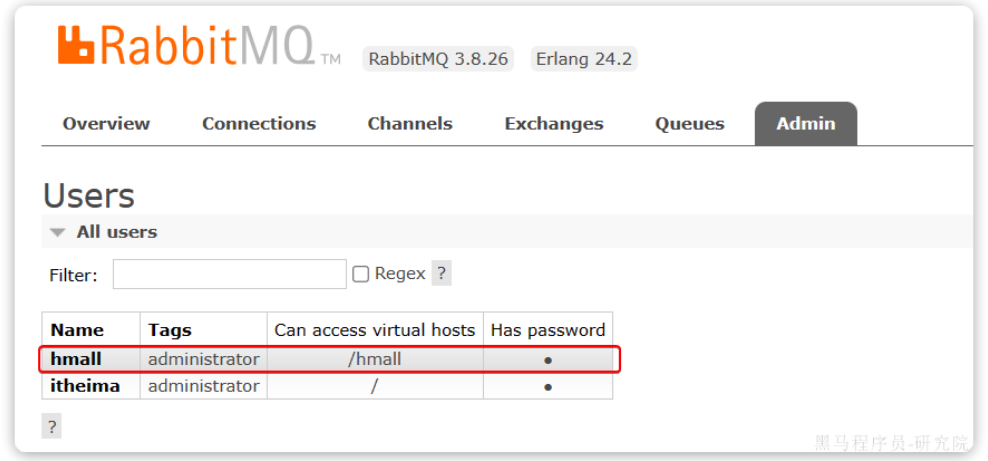 RabbitMQ TM RabbitMQ 3.8.26 Erlang 24.2
Overview Connections Channels Exchanges Queues Admin
Users
All users
Filter: Regex ?
Name Tags Can access virtual hosts Has password
hmall administrator /hmall ●
itheima administrator / ●
?
黑马程序员-研究院